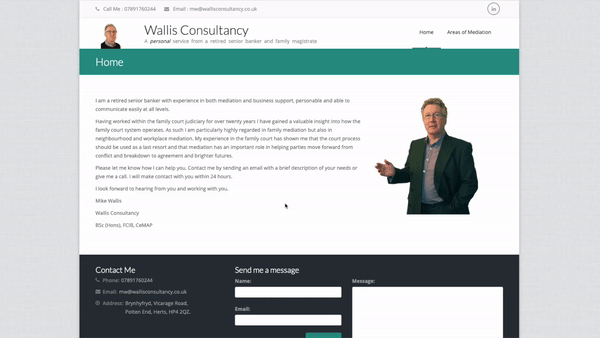 Call Me : 07891760244 Email : mw@wallisconsultancy.co.uk in
Wallis Consultancy
A personal service from a retired senior banker and family magistrate
Home Areas of Mediation
Home
I am a retired senior banker with experience in both mediation and business support, personable and able to
communicate easily at all levels.
Having worked within the family court judiciary for over twenty years I have gained a valuable insight into how the
family court system operates. As such I am particularly highly regarded in family mediation but also in
neighbourhood and workplace mediation. My experience in the family court has shown me that the court process
should be used as a last resort and that mediation has an important role in helping parties move forward from
conflict and breakdown to agreement and brighter futures.
Please let me know how I can help you. Contact me by sending an email with a brief description of your needs or
give me a call. I will make contact with you within 24 hours.
I look forward to hearing from you and working with you.
Mike Wallis
Wallis Consultancy
BSc (Hons), FCIB, CeMAP
Contact Me
Phone: 07891760244
Email: mw@wallisconsultancy.co.uk
Address: Brynhyfryd, Vicarage Road,
Potten End, Herts, HP4 2QZ.
Send me a message
Name:
Email:
Message: